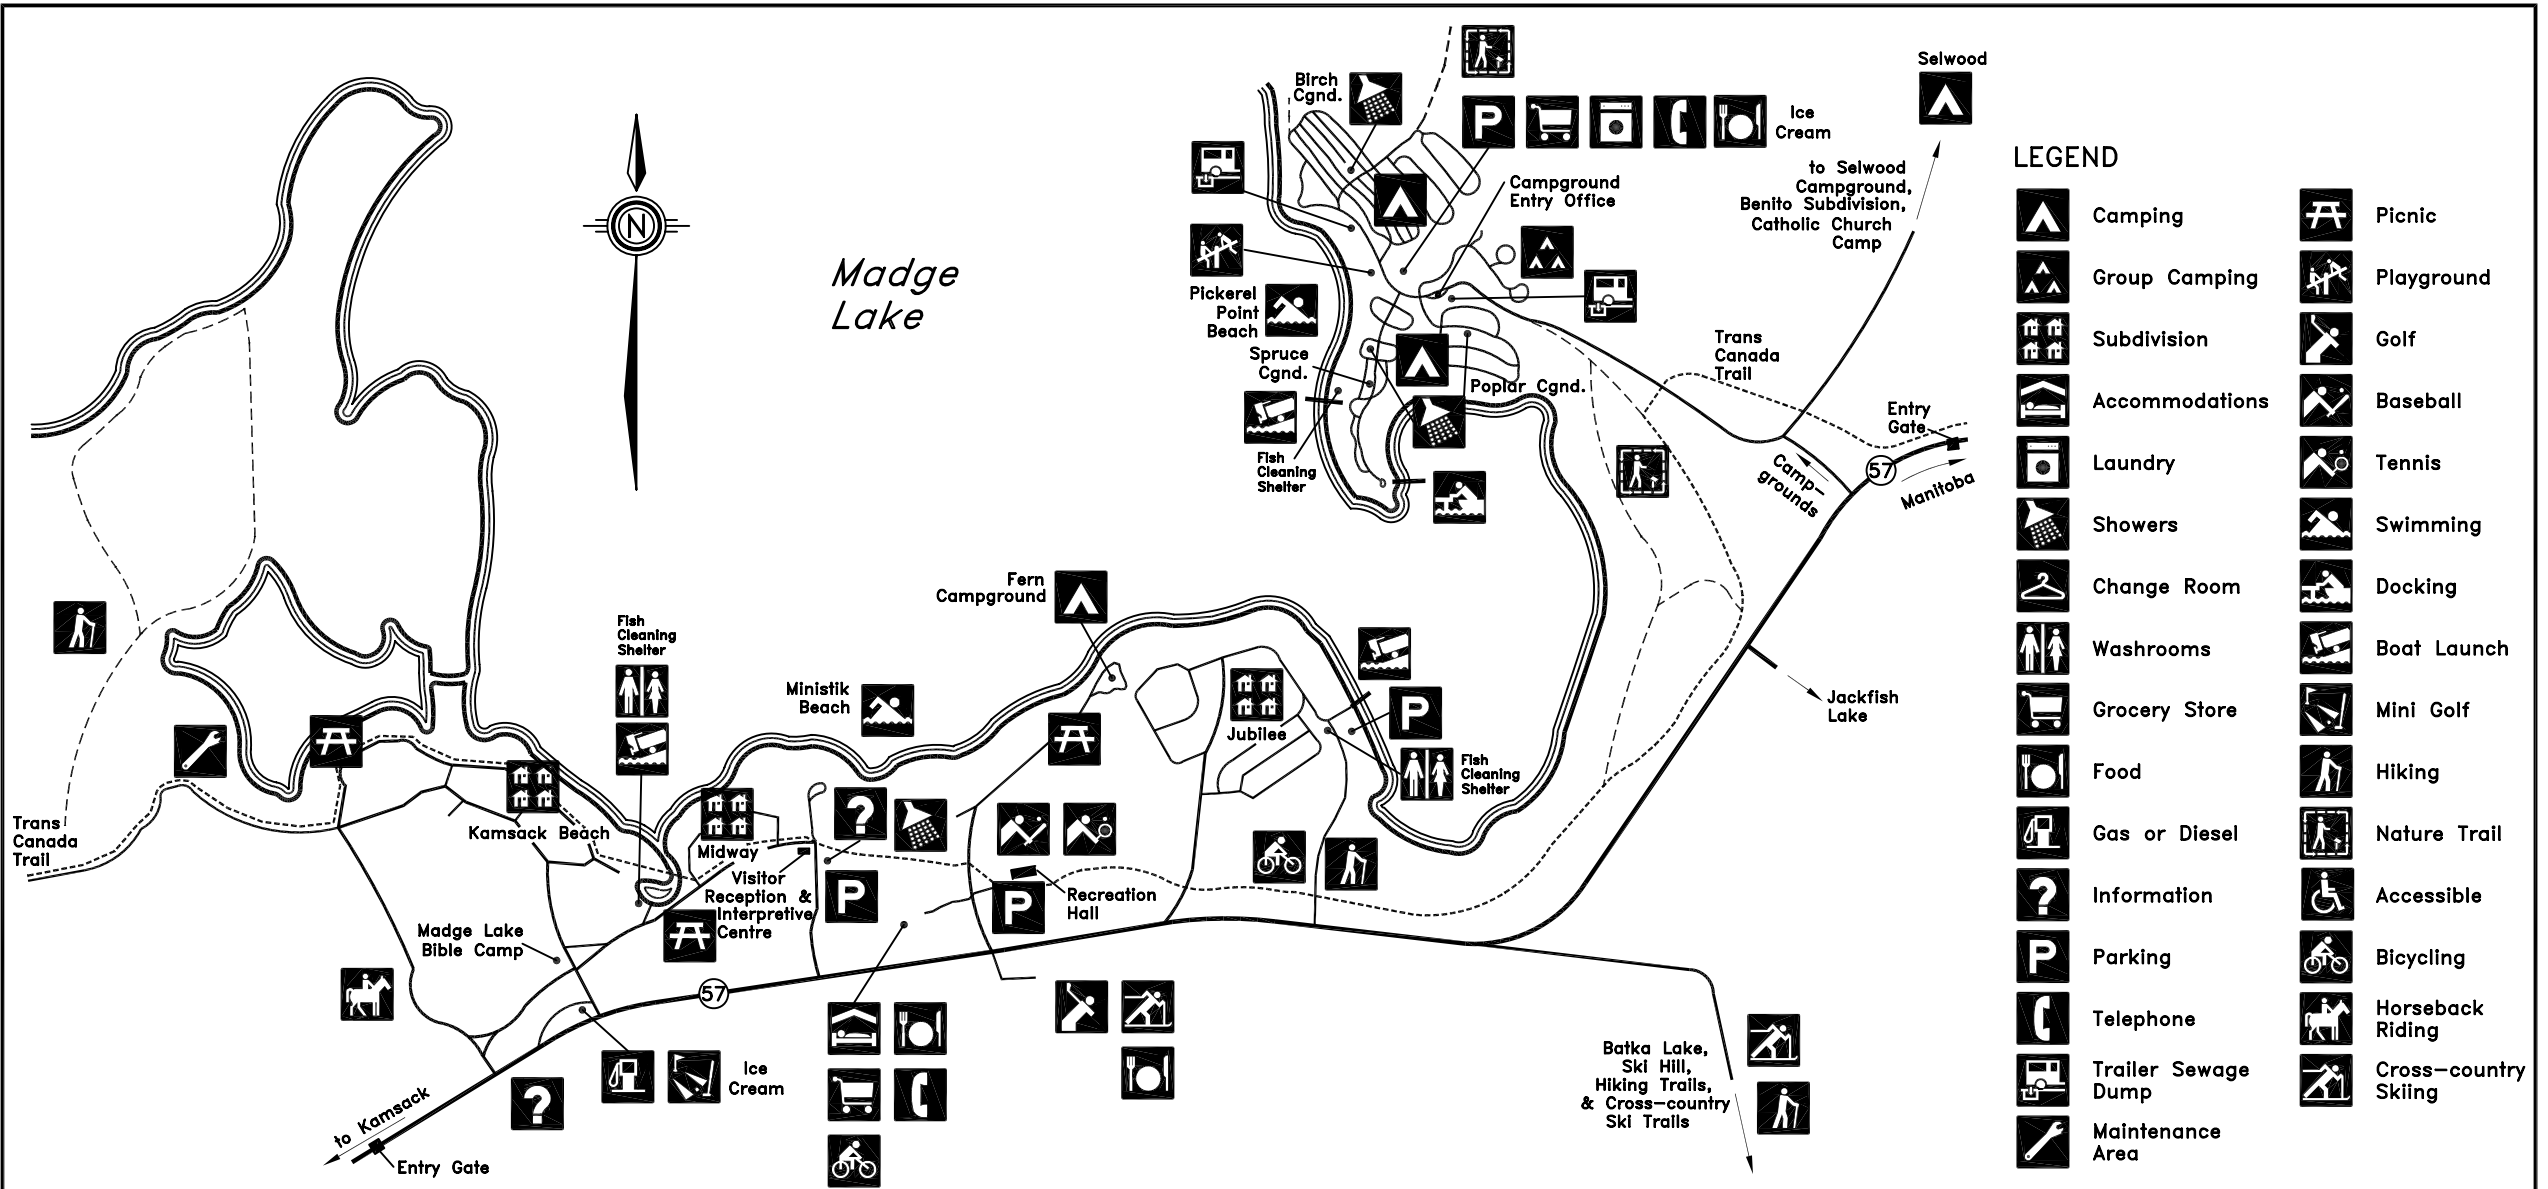 Selwood
Birch
Cgnd.
P
Ice
Cream
to Selwood
Campground,
Benito Subdivision,
Catholic Church
Camp
Campground
Entry Office
N
Madge
Lake
Pickerel
Point
Beach
Spruce
Cgnd.
Poplar Cgnd.
Fish
Cleaning
Shelter
Trans
Canada
Trail
Entry
Gate
57
Manitoba
Camp-
grounds
Jackfish
Lake
Fern
Campground
Fish
Cleaning
Shelter
Ministik
Beach
Jubilee
P
Fish
Cleaning
Shelter
Trans
Canada
Trail
Kamsack Beach
Midway
?
Visitor
Reception &
Interpretive
Centre
P
P
Recreation
Hall
Madge Lake
Bible Camp
57
Ice
Cream
?
to Kamsack
Entry Gate
Batka Lake,
Ski Hill,
Hiking Trails,
& Cross-country
Ski Trails
LEGEND
Camping
Group Camping
Subdivision
Accommodations
Laundry
Showers
Change Room
Washrooms
Grocery Store
Food
Gas or Diesel
? Information
P Parking
Telephone
Trailer Sewage
Dump
Maintenance
Area
Picnic
Playground
Golf
Baseball
Tennis
Swimming
Docking
Boat Launch
Mini Golf
Hiking
Nature Trail
Accessible
Bicycling
Horseback
Riding
Cross-country
Skiing